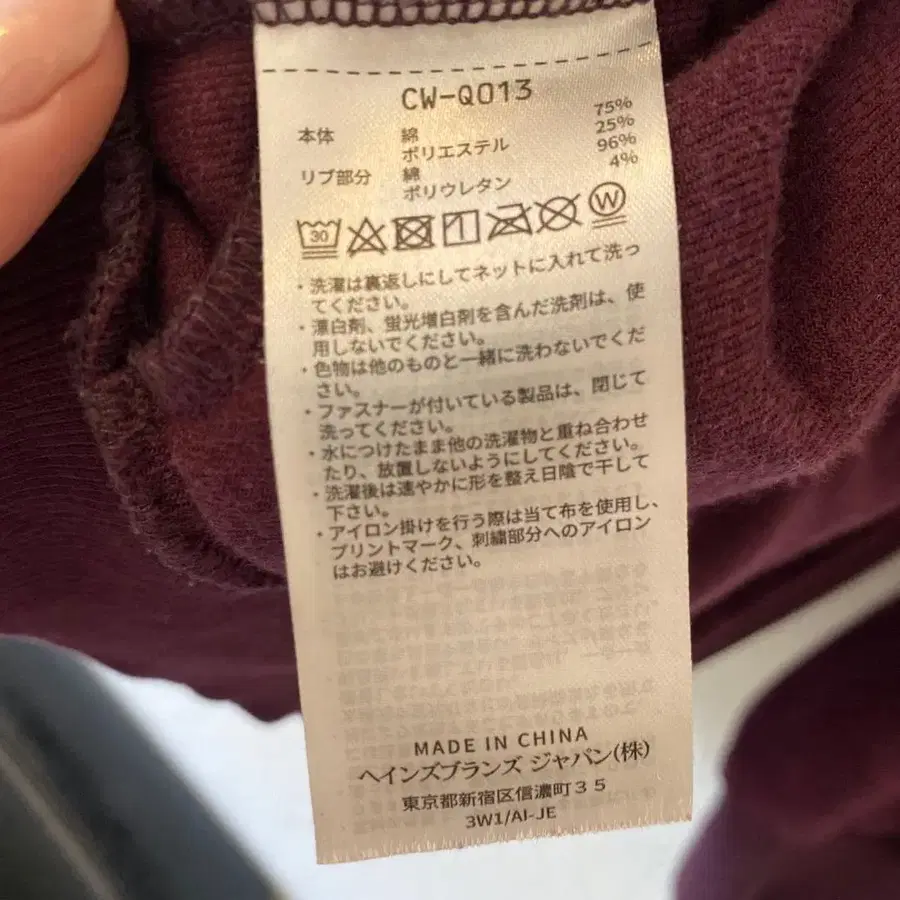 CW-Q013
本体 綿 75%
ポリエステル 25%
リブ部分 綿 96%
ポリウレタン 4%
30 W
・洗濯は裏返しにしてネットに入れて洗っ
てください。
・漂白剤、蛍光増白剤を含んだ洗剤は、使
用しないでください。
・色物は他のものと一緒に洗わないでくだ
さい。
・ファスナーが付いている製品は、閉じて
洗ってください。
・水につけたまま他の洗濯物と重ね合わせ
たり、放置しないようにしてください。
・洗濯後は速やかに形を整え日陰で干して
下さい。
・アイロン掛けを行う際は当て布を使用し、
プリントマーク、刺繍部分へのアイロン
はお避けください。
MADE IN CHINA
ヘインズブランズ ジャパン(株)
東京都新宿区信濃町35
3W1/AI-JE